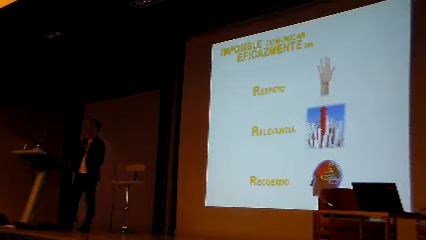 IMPOSIBLE COMUNICAR
EFICAZMENTE SIN
RESPETO
RELEVANCIA
RECUERDO